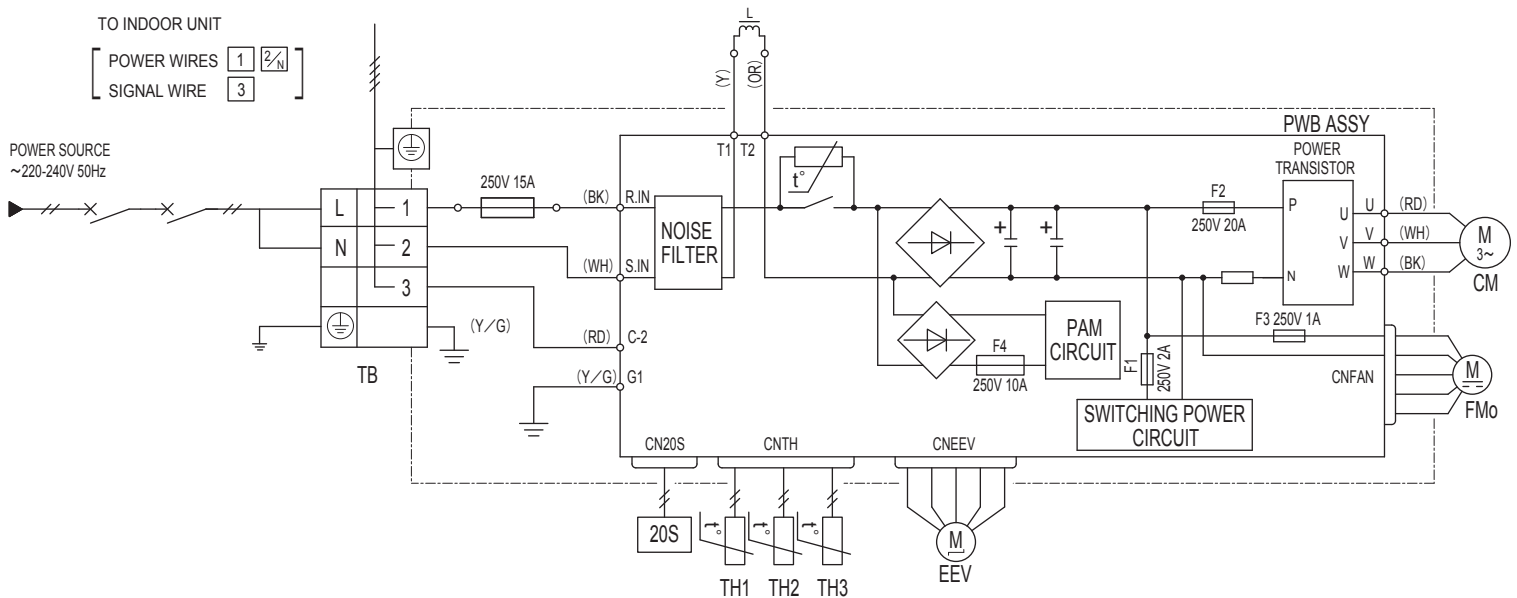 TO INDOOR UNIT
POWER WIRES 1 2/N
SIGNAL WIRE 3
POWER SOURCE
~220-240V 50Hz
L 1
N 2
3
TB
(Y/G)
250V 15A
(BK) R.IN
(WH) S.IN
(RD) C-2
(Y/G) G1
NOISE
FILTER
L
(Y) (OR)
T1 T2
t°
+ +
PWB ASSY
POWER
TRANSISTOR
F2
250V 20A
P
N
U U (RD)
V V (WH)
W W (BK)
M
3~
CM
F3 250V 1A
PAM
CIRCUIT
F4
250V 10A
F1
250V 2A
SWITCHING POWER
CIRCUIT
CNFAN
M
FMo
CN20S CNTH CNEEV
20S
t° t° t°
TH1 TH2 TH3
M
EEV